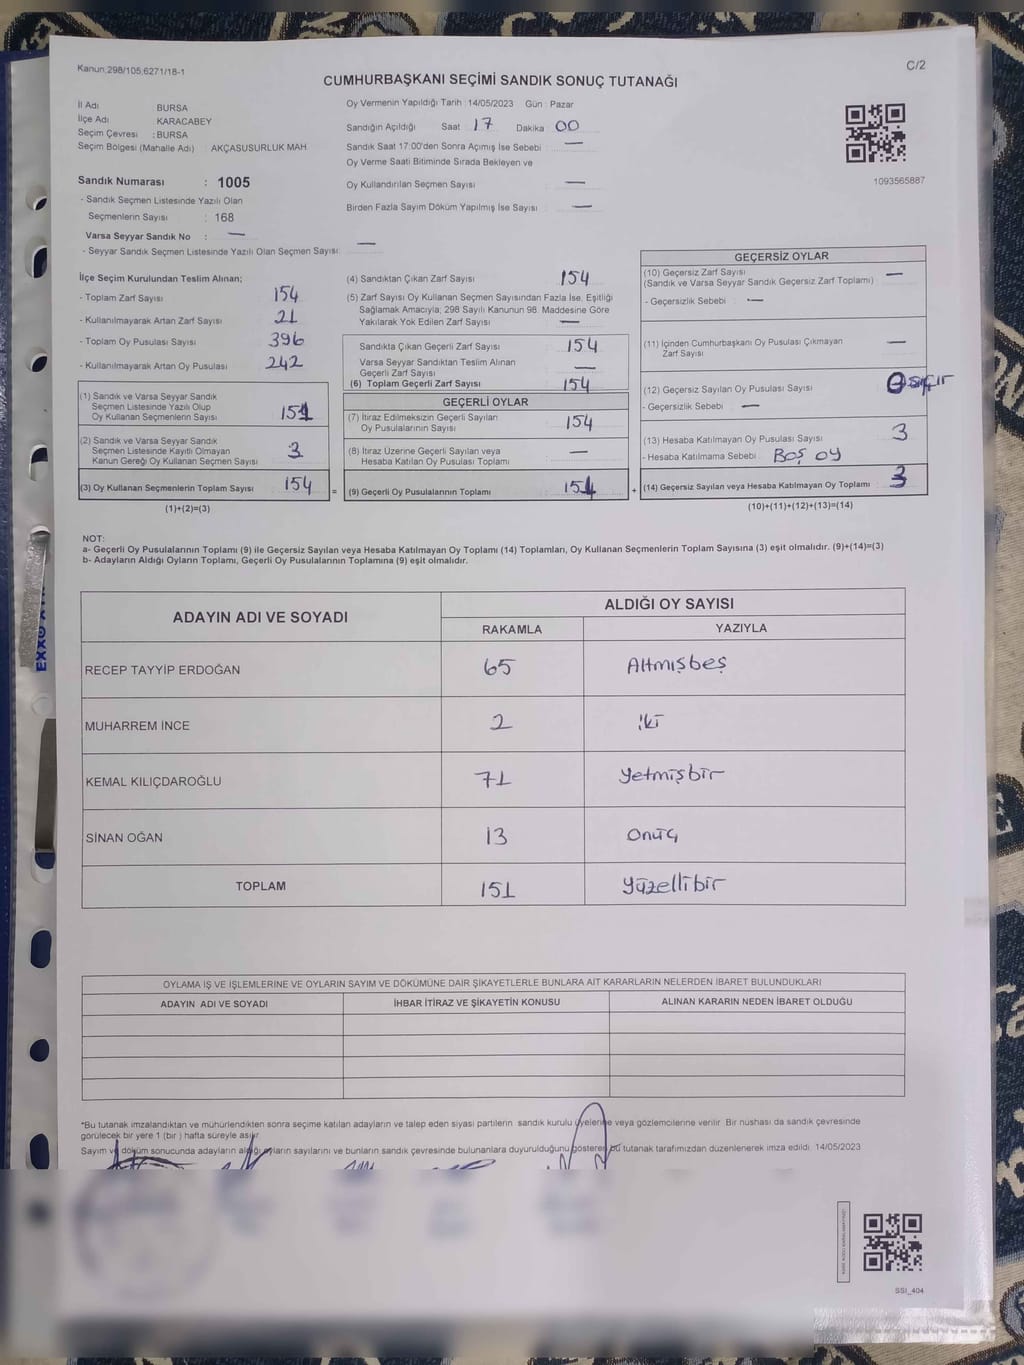 Kanun:298/105,6271/18-1
C/2
CUMHURBAŞKANI SEÇİMİ SANDIK SONUÇ TUTANAĞI
İl Adı BURSA
İlçe Adı KARACABEY
Seçim Çevresi : BURSA
Seçim Bölgesi (Mahalle Adı) : AKÇASUSURLUK MAH.
Sandık Numarası : 1005
- Sandık Seçmen Listesinde Yazılı Olan
Seçmenlerin Sayısı : 168
Varsa Seyyar Sandık No : —
- Seyyar Sandık Seçmen Listesinde Yazılı Olan Seçmen Sayısı: —
Oy Vermenin Yapıldığı Tarih : 14/05/2023 Gün : Pazar
Sandığın Açıldığı Saat 17 Dakika 00
Sandık Saat 17:00'den Sonra Açımış İse Sebebi : —
Oy Verme Saati Bitiminde Sırada Bekleyen ve
Oy Kullandırılan Seçmen Sayısı : —
Birden Fazla Sayım Döküm Yapılmış İse Sayısı : —
1093565887
İlçe Seçim Kurulundan Teslim Alınan;
- Toplam Zarf Sayısı 154
- Kullanılmayarak Artan Zarf Sayısı 21
- Toplam Oy Pusulası Sayısı 396
- Kullanılmayarak Artan Oy Pusulası 242
(1) Sandık ve Varsa Seyyar Sandık
Seçmen Listesinde Yazılı Olup
Oy Kullanan Seçmenlerin Sayısı 151
(2) Sandık ve Varsa Seyyar Sandık
Seçmen Listesinde Kayıtlı Olmayan
Kanun Gereği Oy Kullanan Seçmen Sayısı 3
(3) Oy Kullanan Seçmenlerin Toplam Sayısı 154
(1)+(2)=(3)
(4) Sandıktan Çıkan Zarf Sayısı 154
(5) Zarf Sayısı Oy Kullanan Seçmen Sayısından Fazla İse, Eşitliği
Sağlamak Amacıyla; 298 Sayılı Kanunun 98. Maddesine Göre
Yakılarak Yok Edilen Zarf Sayısı —
Sandıkta Çıkan Geçerli Zarf Sayısı 154
Varsa Seyyar Sandıktan Teslim Alınan
Geçerli Zarf Sayısı —
(6) Toplam Geçerli Zarf Sayısı 154
GEÇERLİ OYLAR
(7) İtiraz Edilmeksizin Geçerli Sayılan
Oy Pusulalarının Sayısı 154
(8) İtiraz Üzerine Geçerli Sayılan veya
Hesaba Katılan Oy Pusulası Toplamı —
= (9) Geçerli Oy Pusulalarının Toplamı 151 +
GEÇERSİZ OYLAR
(10) Geçersiz Zarf Sayısı —
(Sandık ve Varsa Seyyar Sandık Geçersiz Zarf Toplamı)
- Geçersizlik Sebebi : —
(11) İçinden Cumhurbaşkanı Oy Pusulası Çıkmayan
Zarf Sayısı —
(12) Geçersiz Sayılan Oy Pusulası Sayısı 0 sıfır
- Geçersizlik Sebebi : —
(13) Hesaba Katılmayan Oy Pusulası Sayısı 3
- Hesaba Katılmama Sebebi : Boş oy
(14) Geçersiz Sayılan veya Hesaba Katılmayan Oy Toplamı 3
(10)+(11)+(12)+(13)=(14)
NOT:
a- Geçerli Oy Pusulalarının Toplamı (9) ile Geçersiz Sayılan veya Hesaba Katılmayan Oy Toplamı (14) Toplamları, Oy Kullanan Seçmenlerin Toplam Sayısına (3) eşit olmalıdır. (9)+(14)=(3)
b- Adayların Aldığı Oyların Toplamı, Geçerli Oy Pusulalarının Toplamına (9) eşit olmalıdır.
ADAYIN ADI VE SOYADI ALDIĞI OY SAYISI
RAKAMLA YAZIYLA
RECEP TAYYİP ERDOĞAN 65 Altmışbeş
MUHARREM İNCE 2 iki
KEMAL KILIÇDAROĞLU 71 Yetmişbir
SİNAN OĞAN 13 onüç
TOPLAM 151 yüzellibir
OYLAMA İŞ VE İŞLEMLERİNE VE OYLARIN SAYIM VE DÖKÜMÜNE DAİR ŞİKAYETLERLE BUNLARA AİT KARARLARIN NELERDEN İBARET BULUNDUKLARI
ADAYIN ADI VE SOYADI İHBAR İTİRAZ VE ŞİKAYETİN KONUSU ALINAN KARARIN NEDEN İBARET OLDUĞU
*Bu tutanak imzalandıktan ve mühürlendikten sonra seçime katılan adayların ve talep eden siyasi partilerin sandık kurulu üyelerine veya gözlemcilerine verilir. Bir nüshası da sandık çevresinde
görülecek bir yere 1 (bir ) hafta süreyle asılır.
Sayım ve döküm sonucunda adayların aldığı oyların sayılarını ve bunların sandık çevresinde bulunanlara duyurulduğunu gösteren bu tutanak tarafımızdan düzenlenerek imza edildi. 14/05/2023
SSI_404